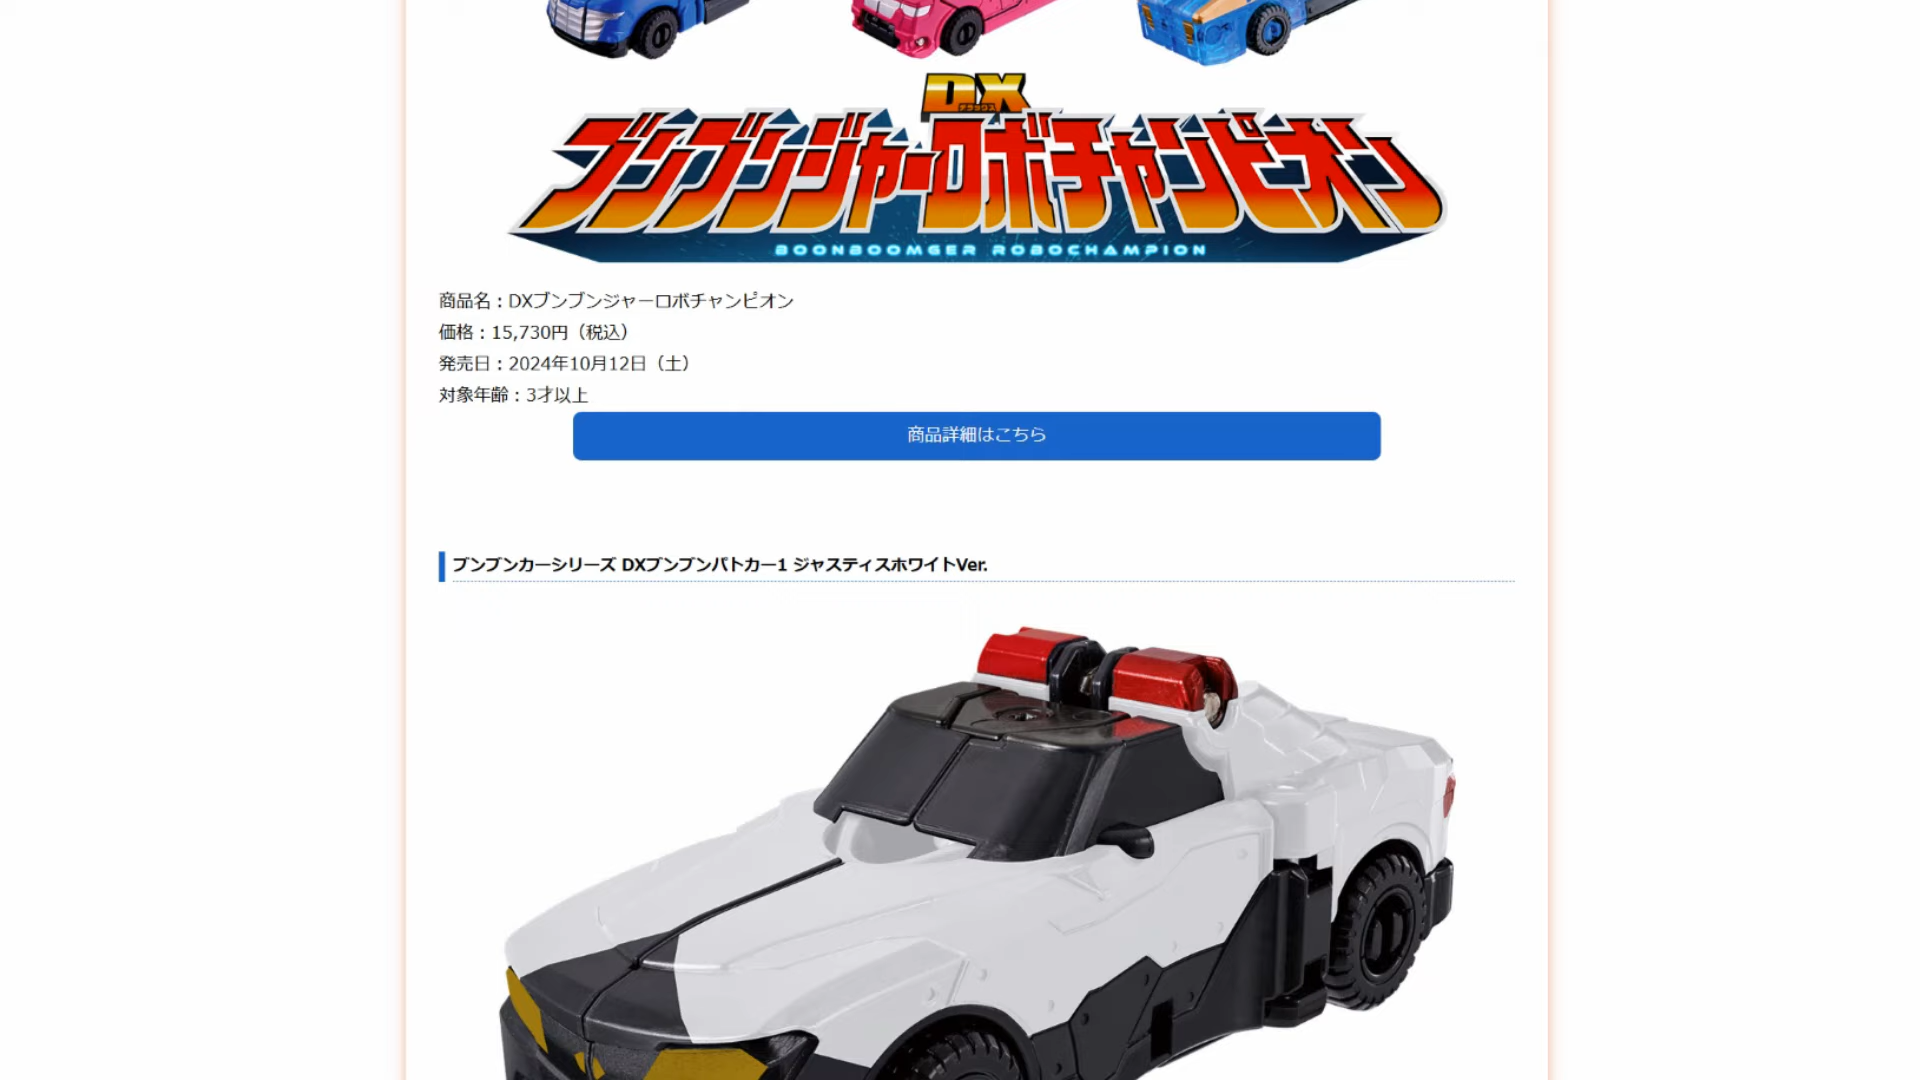 DX
デラックス
ブンブンジャーロボチャンピオン
BOONBOOMGER ROBOCHAMPION
商品名：DXブンブンジャーロボチャンピオン
価格：15,730円（税込）
発売日：2024年10月12日（土）
対象年齢：3才以上
商品詳細はこちら
ブンブンカーシリーズ DXブンブンパトカー1 ジャスティスホワイトVer.